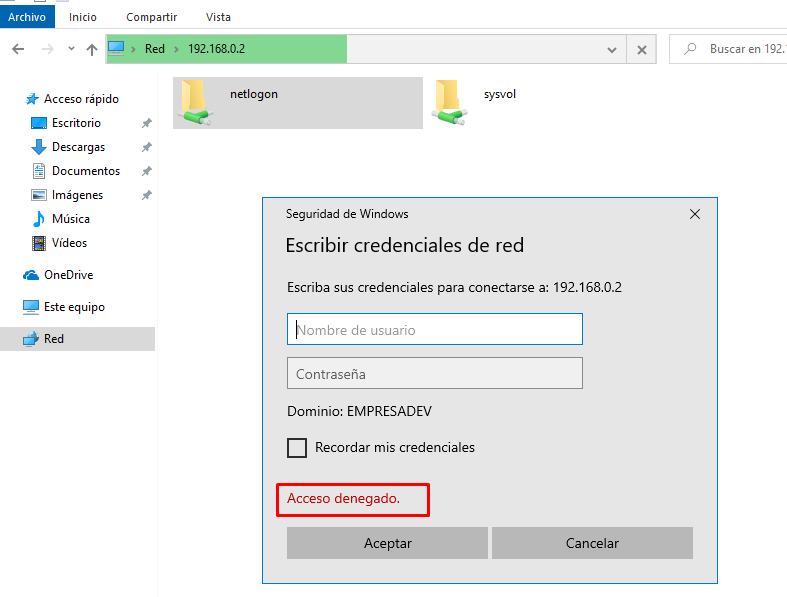 Archivo Inicio Compartir Vista
Red 192.168.0.2
Buscar en 192.
Acceso rápido
Escritorio
Descargas
Documentos
Imágenes
Música
Vídeos
OneDrive
Este equipo
Red
netlogon
sysvol
Seguridad de Windows
Escribir credenciales de red
Escriba sus credenciales para conectarse a: 192.168.0.2
Nombre de usuario
Contraseña
Dominio: EMPRESADEV
Recordar mis credenciales
Acceso denegado.
Aceptar Cancelar